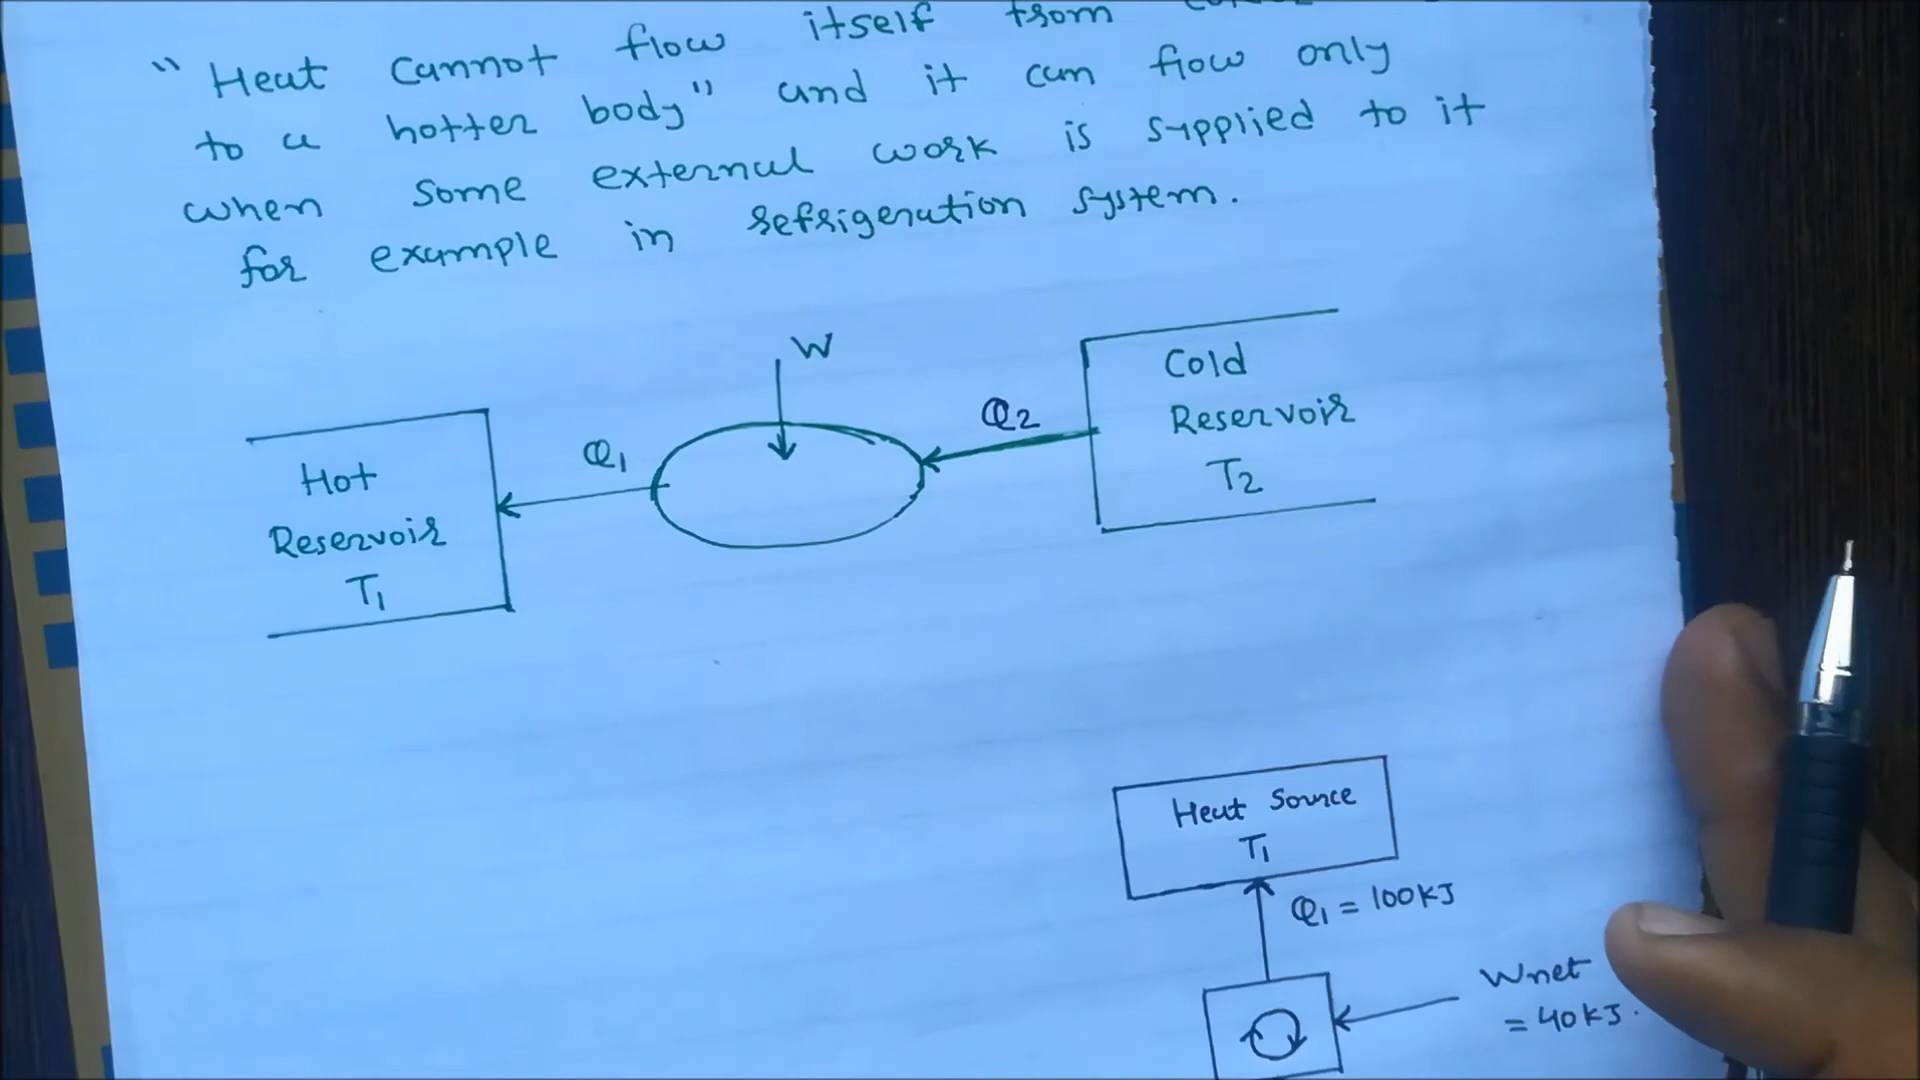 "Heat cannot flow itself from
to a hotter body" and it can flow only
when some external work is supplied to it
for example in refrigeration system.
W
Cold
Reservoir
T2
Q2
Q1
Hot
Reservoir
T1
Heat Source
T1
Q1 = 100KJ
Wnet
= 40KJ.